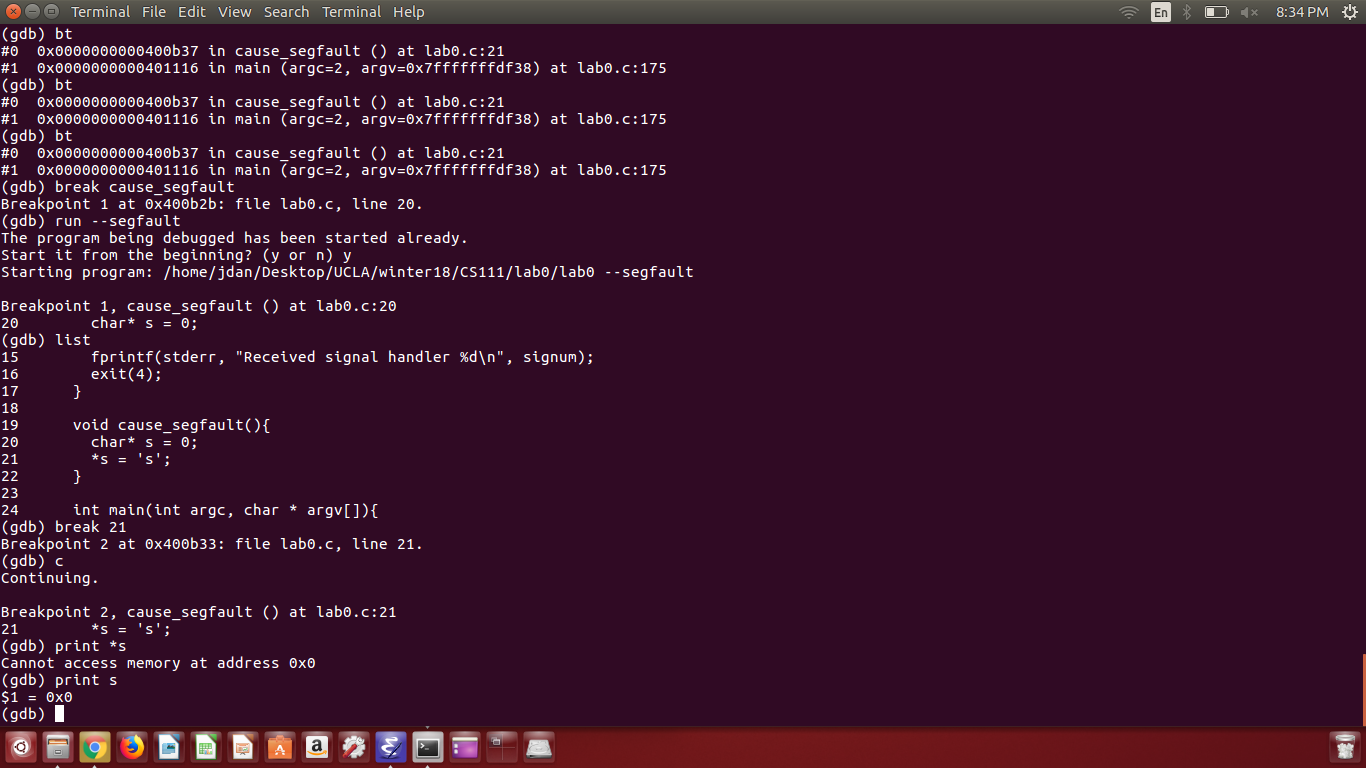 Terminal File Edit View Search Terminal Help En 8:34 PM
(gdb) bt
#0  0x0000000000400b37 in cause_segfault () at lab0.c:21
#1  0x0000000000401116 in main (argc=2, argv=0x7fffffffdf38) at lab0.c:175
(gdb) bt
#0  0x0000000000400b37 in cause_segfault () at lab0.c:21
#1  0x0000000000401116 in main (argc=2, argv=0x7fffffffdf38) at lab0.c:175
(gdb) bt
#0  0x0000000000400b37 in cause_segfault () at lab0.c:21
#1  0x0000000000401116 in main (argc=2, argv=0x7fffffffdf38) at lab0.c:175
(gdb) break cause_segfault
Breakpoint 1 at 0x400b2b: file lab0.c, line 20.
(gdb) run --segfault
The program being debugged has been started already.
Start it from the beginning? (y or n) y
Starting program: /home/jdan/Desktop/UCLA/winter18/CS111/lab0/lab0 --segfault
Breakpoint 1, cause_segfault () at lab0.c:20
20        char* s = 0;
(gdb) list
15        fprintf(stderr, "Received signal handler %d\n", signum);
16        exit(4);
17      }
18
19      void cause_segfault(){
20        char* s = 0;
21        *s = 's';
22      }
23
24      int main(int argc, char * argv[]){
(gdb) break 21
Breakpoint 2 at 0x400b33: file lab0.c, line 21.
(gdb) c
Continuing.
Breakpoint 2, cause_segfault () at lab0.c:21
21        *s = 's';
(gdb) print *s
Cannot access memory at address 0x0
(gdb) print s
$1 = 0x0
(gdb)